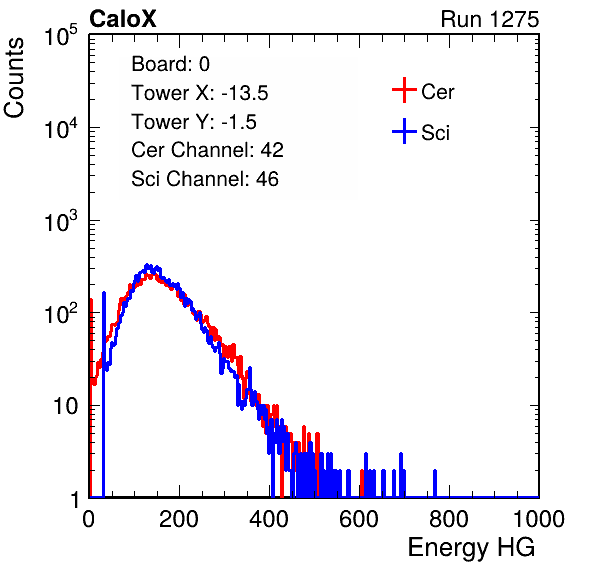 CaloX Run 1275
Counts
Board: 0
Tower X: -13.5
Tower Y: -1.5
Cer Channel: 42
Sci Channel: 46
Cer
Sci
10^5
10^4
10^3
10^2
10
1
0 200 400 600 800 1000
Energy HG